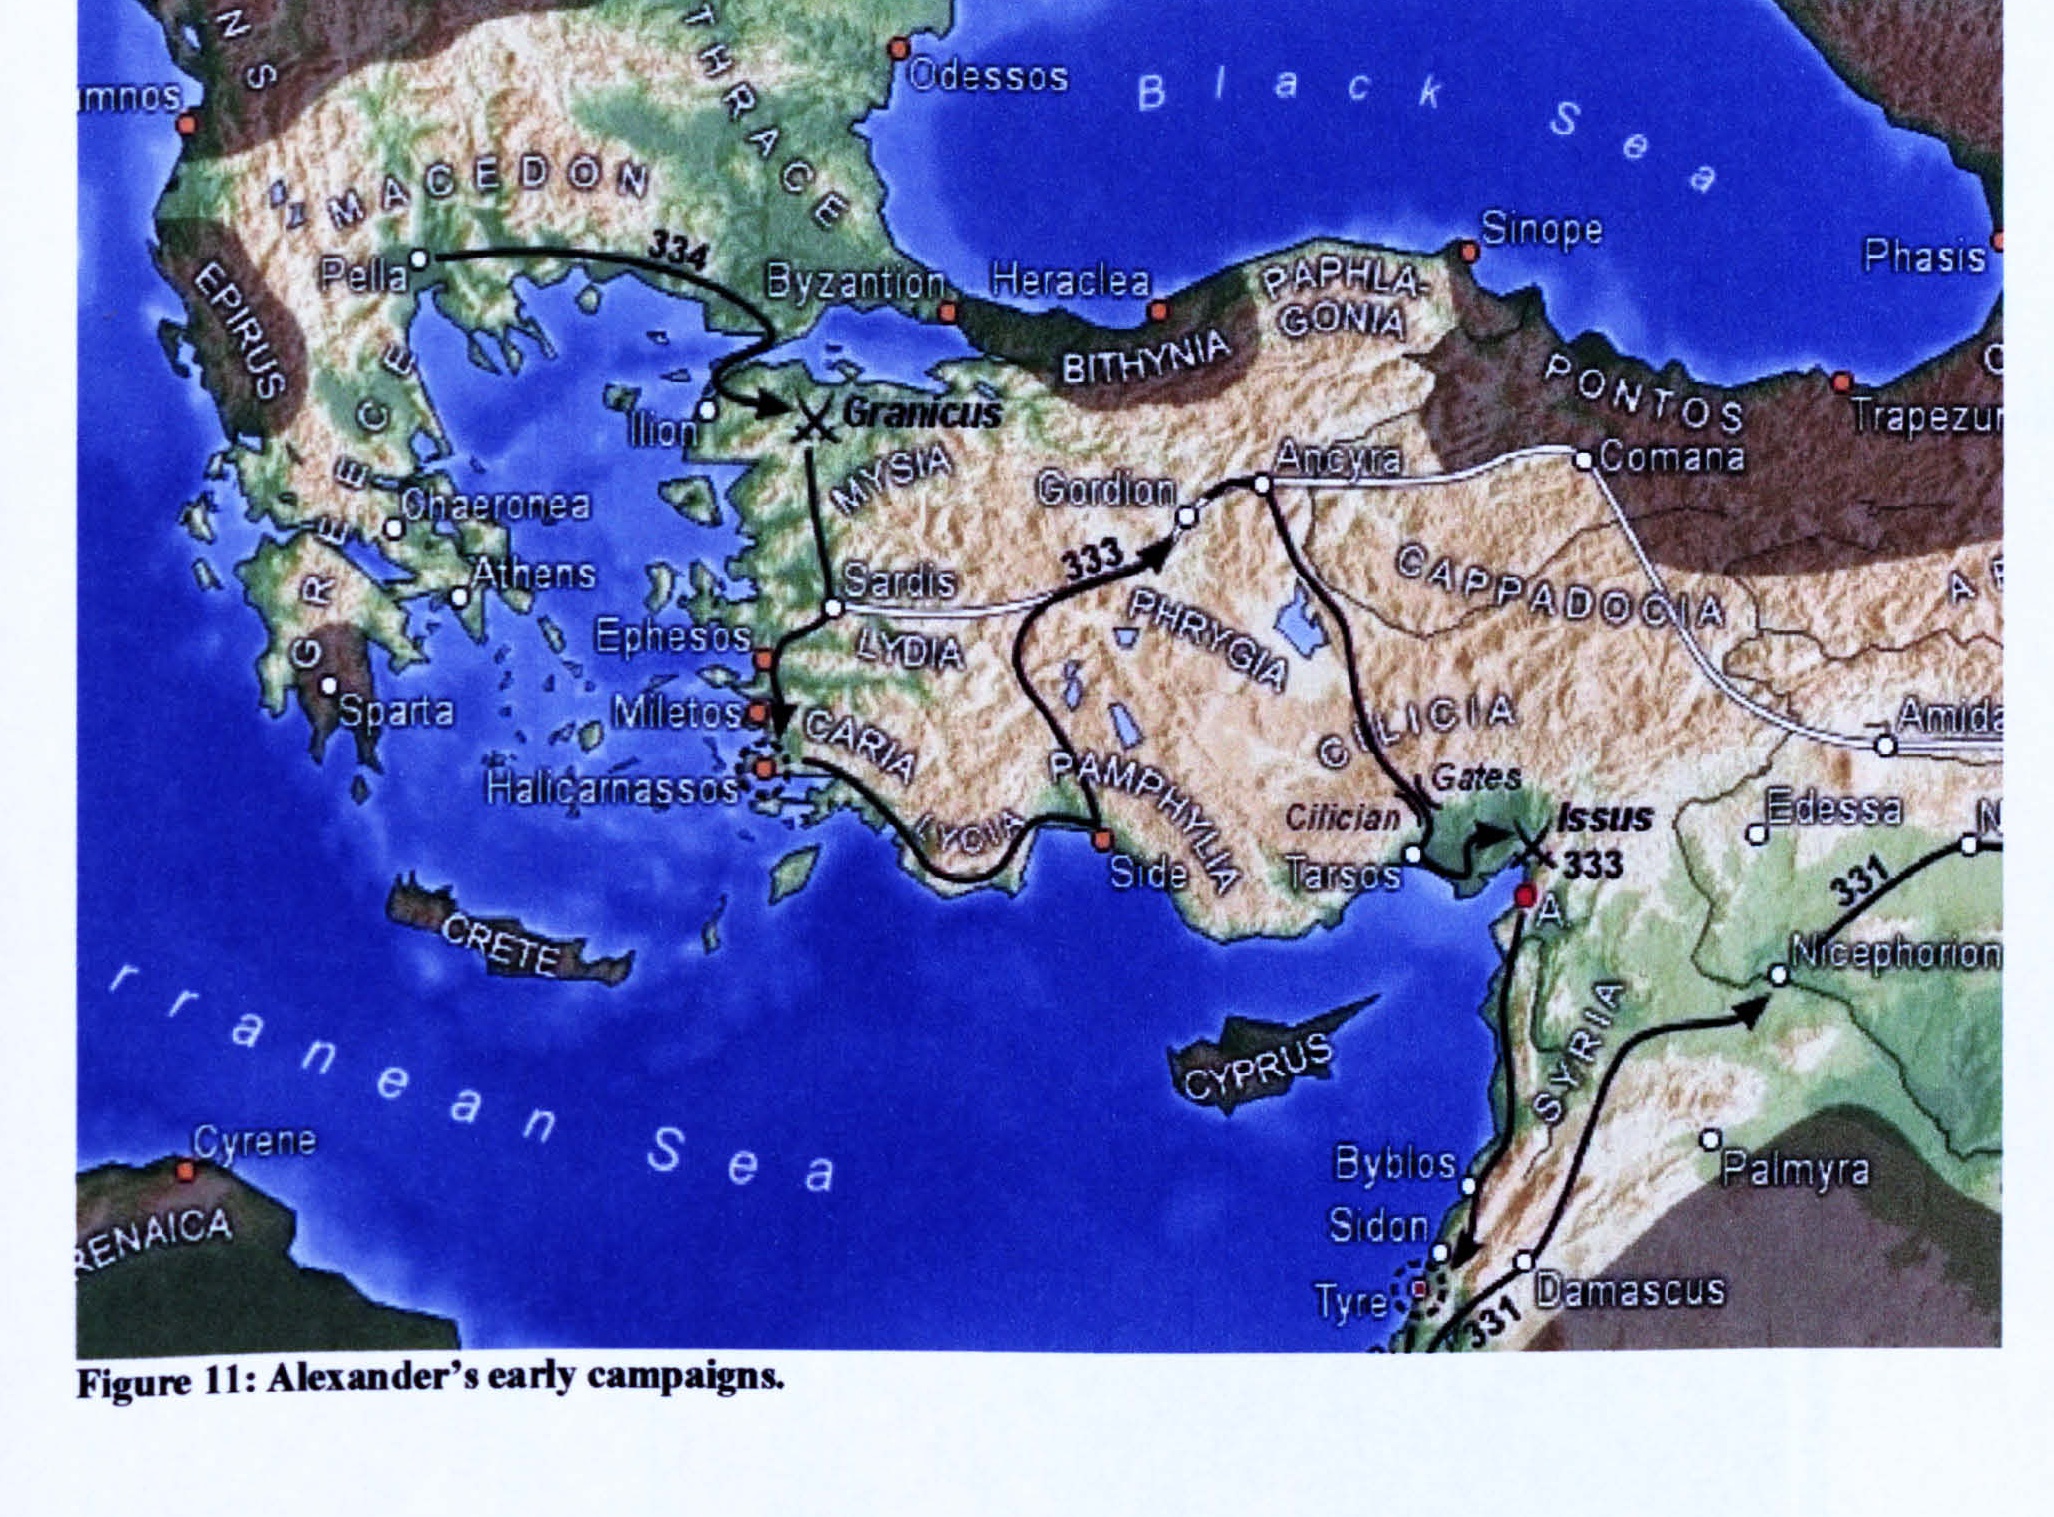 N
S
THRACE
Odessos
Black Sea
mnos
MACEDON
334
Sinope
Phasis
Pella
Byzantion
Heraclea
PAPHLA-
GONIA
EPIRUS
BITHYNIA
PONTOS
Trapezu
Ilion
Granicus
GREECE
MYSIA
Ancyra
Comana
Gordion
Chaeronea
333
CAPPADOCIA
A
Athens
Sardis
PHRYGIA
Ephesos
LYDIA
Sparta
Miletos
CARIA
CILICIA
Amida
Halicarnassos
PAMPHYLIA
Gates
Cilician
Issus
333
Edessa
N
LYCIA
Side
Tarsos
A
331
CRETE
Nicephorion
rranean Sea
SYRIA
CYPRUS
Cyrene
Byblos
Palmyra
RENAICA
Sidon
Tyre
Damascus
331
Figure 11: Alexander's early campaigns.